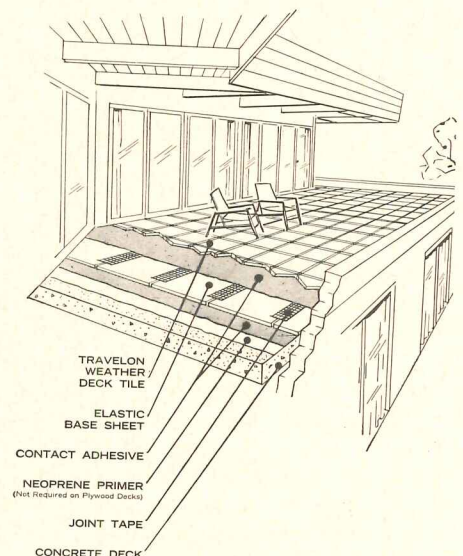 TRAVELON
WEATHER
DECK TILE
ELASTIC
BASE SHEET
CONTACT ADHESIVE
NEOPRENE PRIMER
(Not Required on Plywood Decks)
JOINT TAPE
CONCRETE DECK